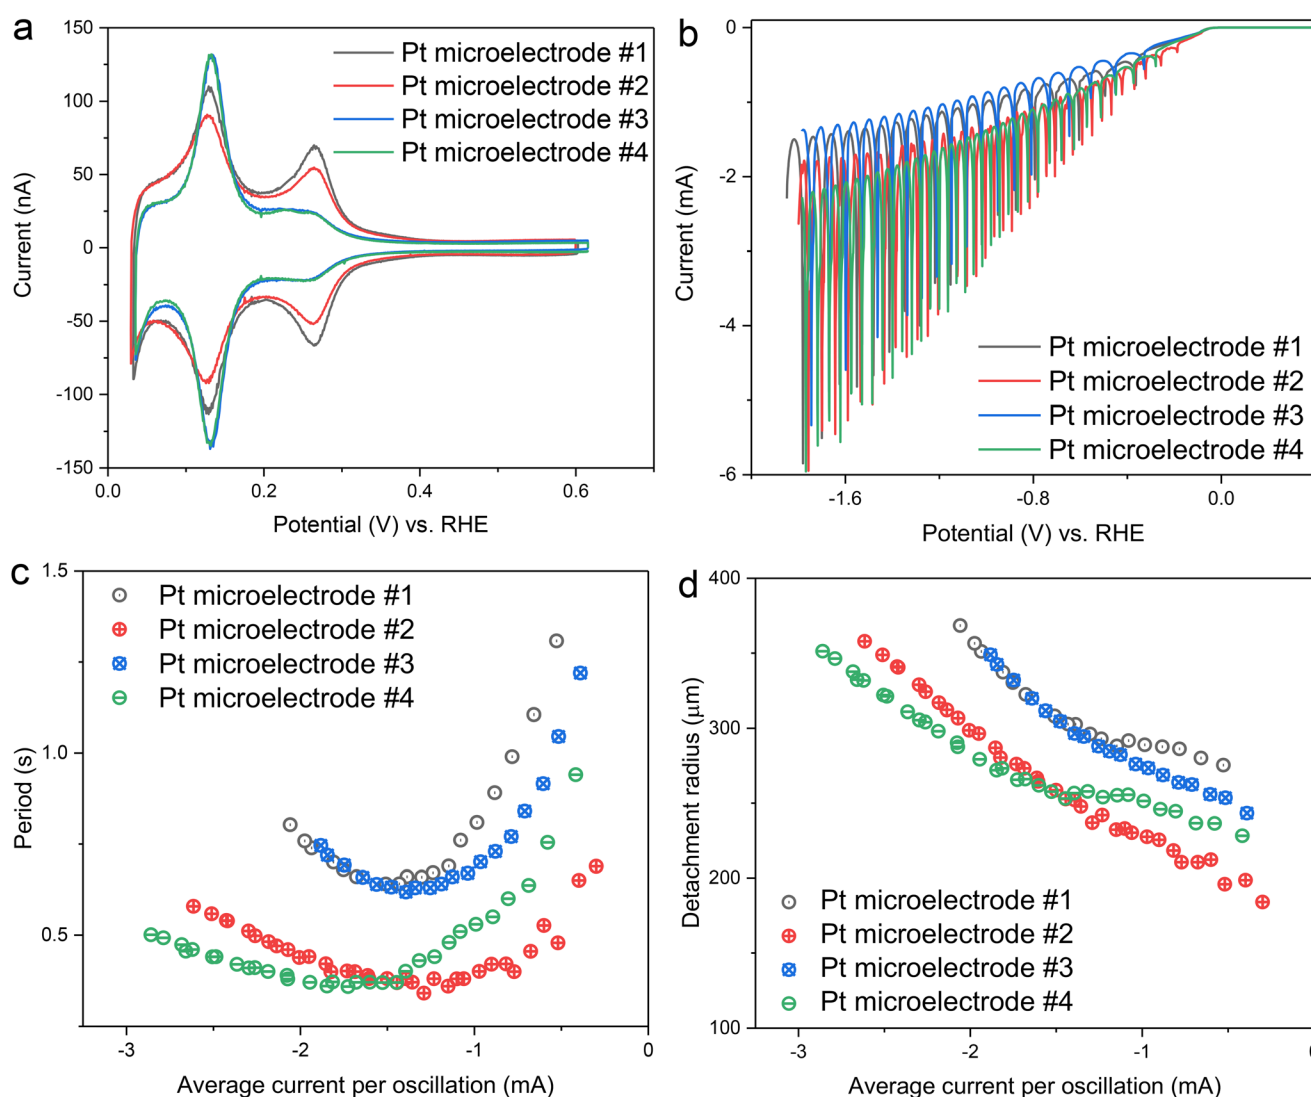 a
150
100
50
0
-50
-100
-150
Current (nA)
Pt microelectrode #1
Pt microelectrode #2
Pt microelectrode #3
Pt microelectrode #4
0.0 0.2 0.4 0.6
Potential (V) vs. RHE
b
0
-2
-4
-6
Current (mA)
Pt microelectrode #1
Pt microelectrode #2
Pt microelectrode #3
Pt microelectrode #4
-1.6 -0.8 0.0
Potential (V) vs. RHE
c
1.5
1.0
0.5
Period (s)
Pt microelectrode #1
Pt microelectrode #2
Pt microelectrode #3
Pt microelectrode #4
-3 -2 -1 0
Average current per oscillation (mA)
d
400
300
200
100
Detachment radius (μm)
Pt microelectrode #1
Pt microelectrode #2
Pt microelectrode #3
Pt microelectrode #4
-3 -2 -1
Average current per oscillation (mA)